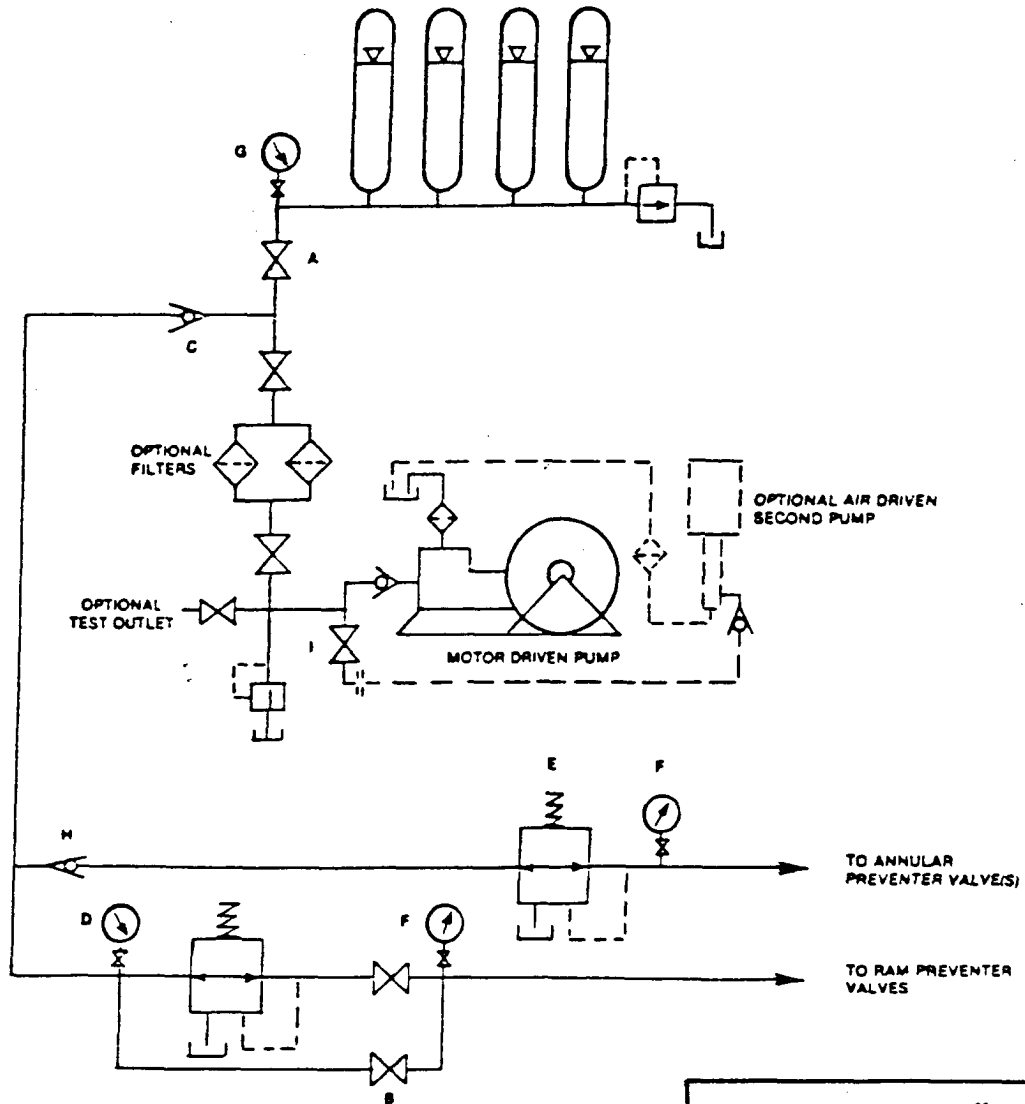 G
A
C
OPTIONAL
FILTERS
OPTIONAL AIR DRIVEN
SECOND PUMP
OPTIONAL
TEST OUTLET
I
MOTOR DRIVEN PUMP
E
F
H
TO ANNULAR
PREVENTER VALVE(S)
D
F
TO RAM PREVENTER
VALVES
B